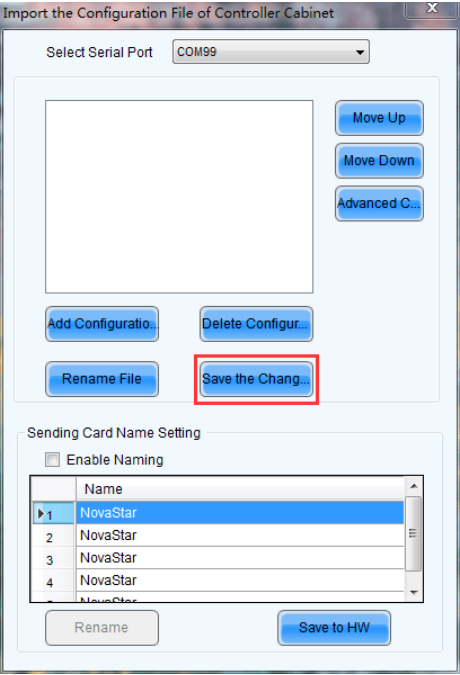 Import the Configuration File of Controller Cabinet
X
Select Serial Port COM99
Move Up
Move Down
Advanced C...
Add Configuratio...
Delete Configur...
Rename File
Save the Chang...
Sending Card Name Setting
Enable Naming
Name
1 NovaStar
2 NovaStar
3 NovaStar
4 NovaStar
NovaStar
Rename
Save to HW